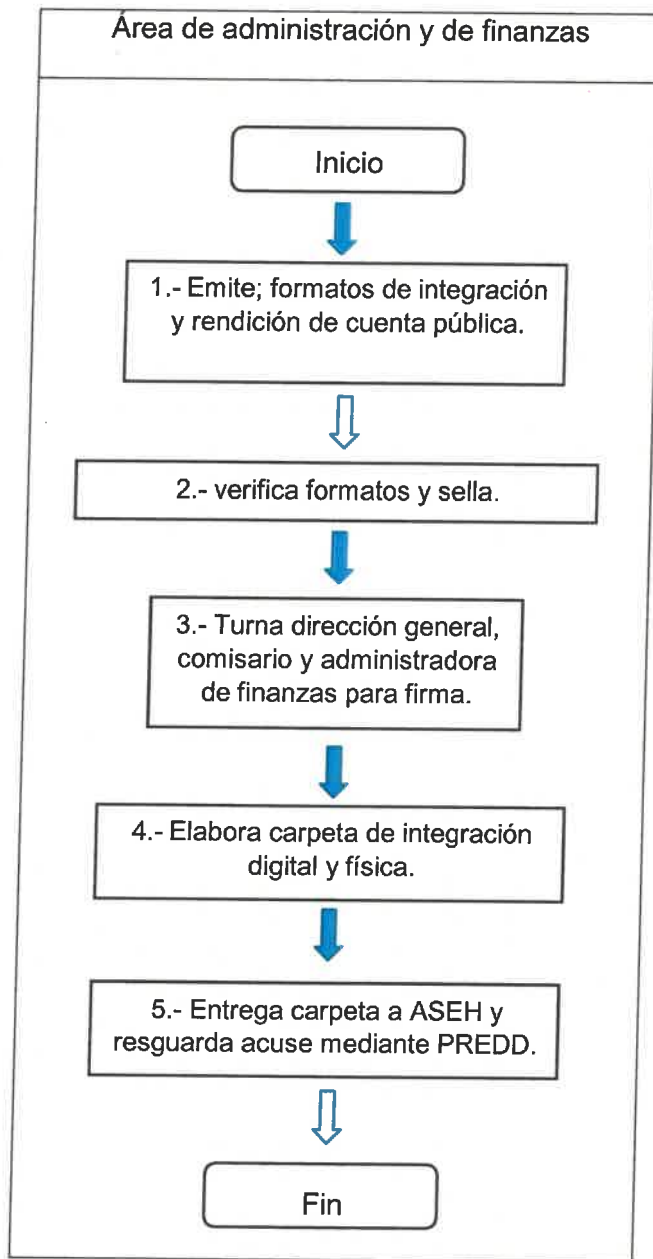 Área de administración y de finanzas
Inicio
1.- Emite; formatos de integración
y rendición de cuenta pública.
2.- verifica formatos y sella.
3.- Turna dirección general,
comisario y administradora
de finanzas para firma.
4.- Elabora carpeta de integración
digital y física.
5.- Entrega carpeta a ASEH y
resguarda acuse mediante PREDD.
Fin